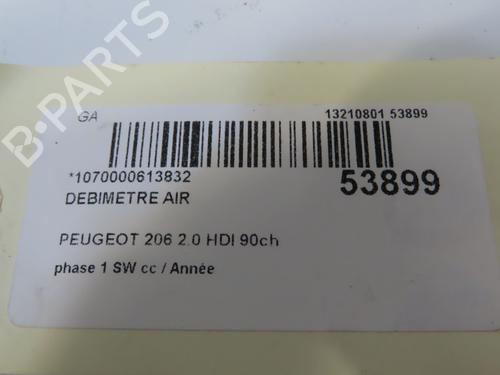 B-PARTS
GA
13210801 53899
*1070000613832
53899
DEBIMETRE AIR
PEUGEOT 206 2.0 HDI 90ch
phase 1 SW cc / Année